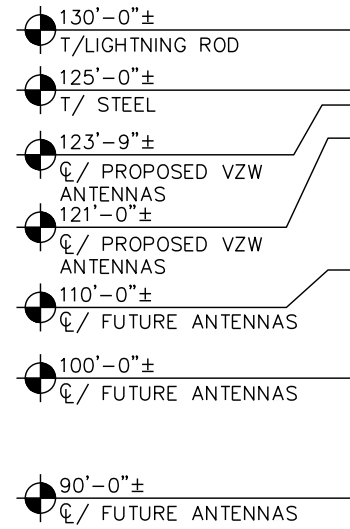 130'-0"±
T/LIGHTNING ROD
125'-0"±
T/ STEEL
123'-9"±
℄/ PROPOSED VZW
ANTENNAS
121'-0"±
℄/ PROPOSED VZW
ANTENNAS
110'-0"±
℄/ FUTURE ANTENNAS
100'-0"±
℄/ FUTURE ANTENNAS
90'-0"±
℄/ FUTURE ANTENNAS